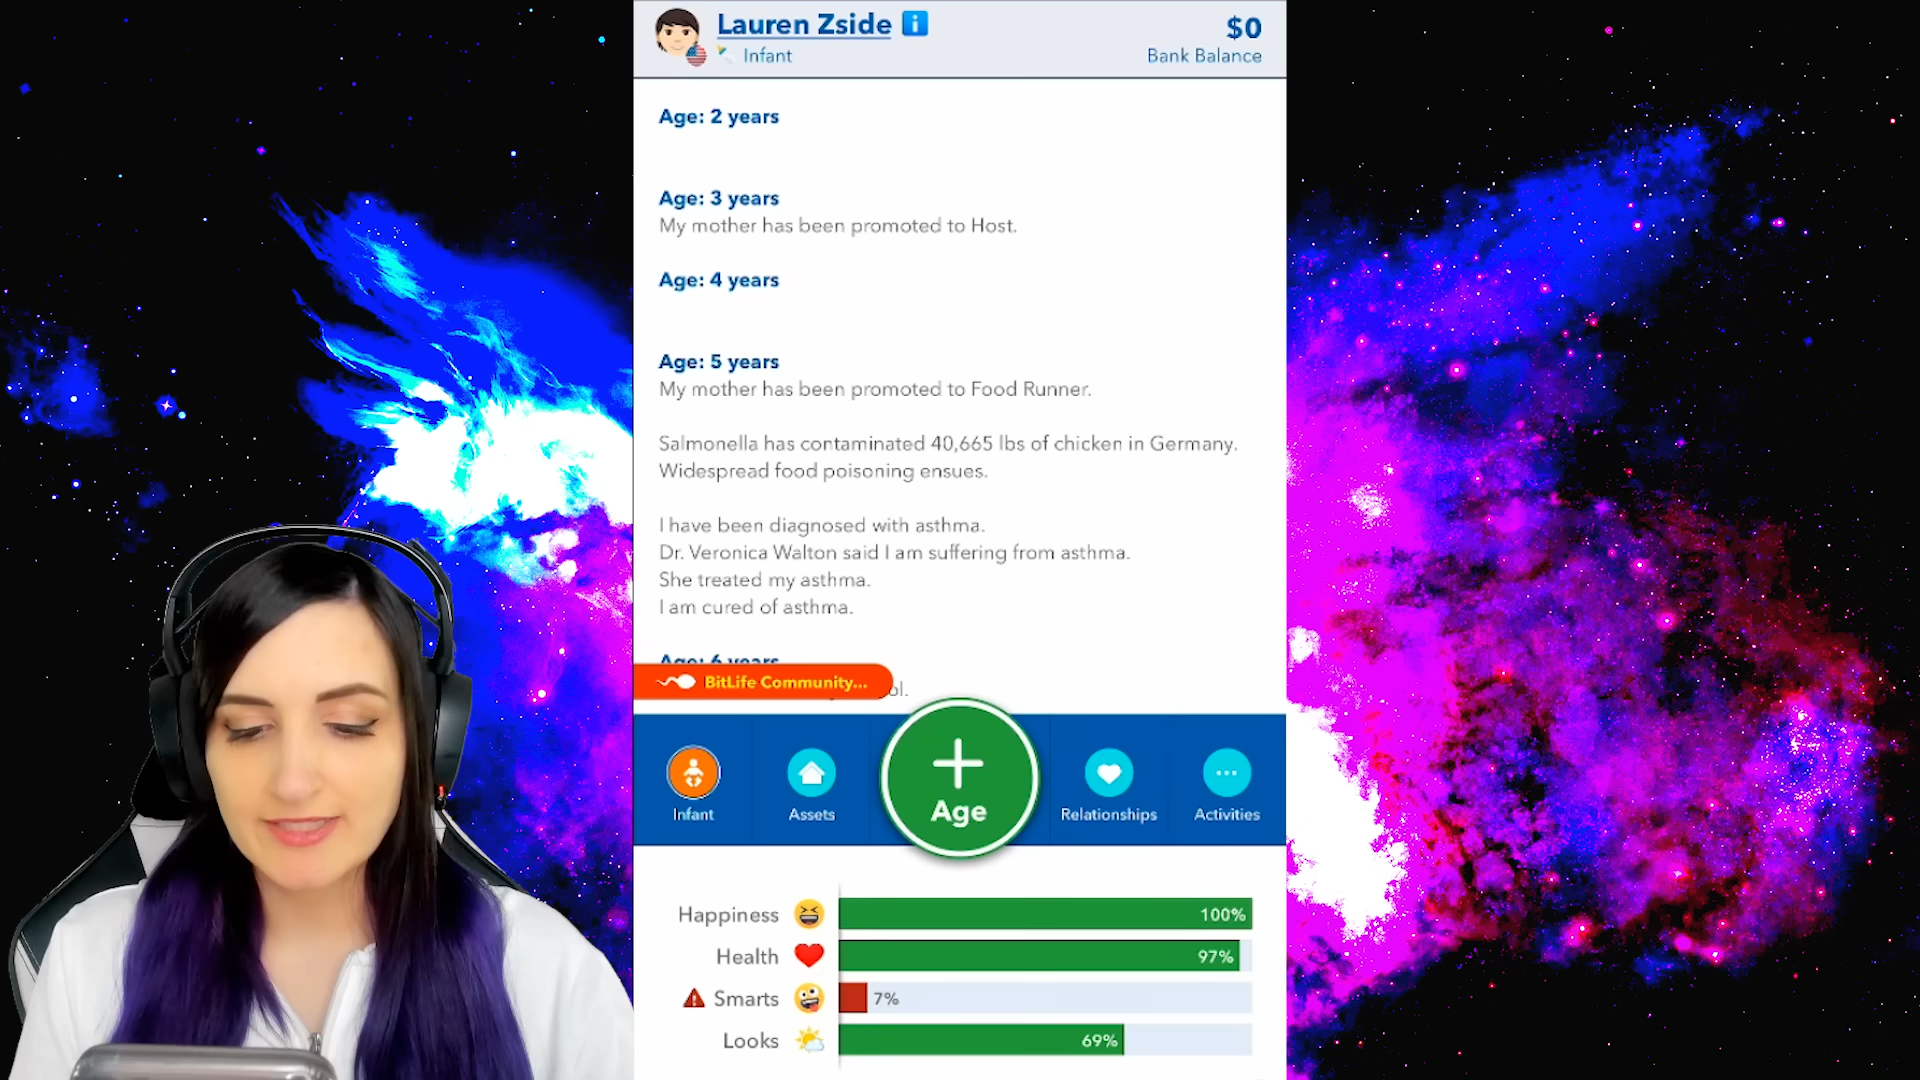 Lauren Zside
Infant
$0
Bank Balance
Age: 2 years
Age: 3 years
My mother has been promoted to Host.
Age: 4 years
Age: 5 years
My mother has been promoted to Food Runner.
Salmonella has contaminated 40,665 lbs of chicken in Germany.
Widespread food poisoning ensues.
I have been diagnosed with asthma.
Dr. Veronica Walton said I am suffering from asthma.
She treated my asthma.
I am cured of asthma.
Age: 6 years
BitLife Community...
ol.
Infant
Assets
Age
Relationships
Activities
Happiness 100%
Health 97%
Smarts 7%
Looks 69%